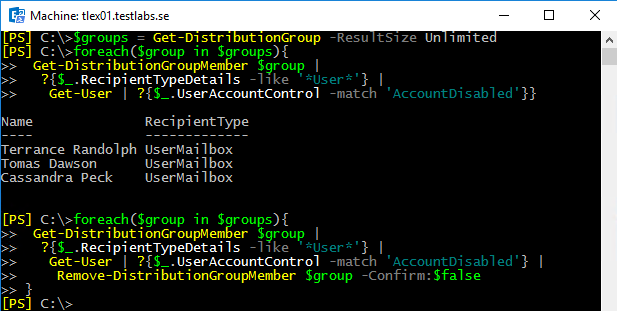 Machine: tlex01.testlabs.se
[PS] C:\>$groups = Get-DistributionGroup -ResultSize Unlimited
[PS] C:\>foreach($group in $groups){
>>  Get-DistributionGroupMember $group |
>>   ?{$_.RecipientTypeDetails -like '*User*'} |
>>    Get-User | ?{$_.UserAccountControl -match 'AccountDisabled'}}
Name              RecipientType
----              -------------
Terrance Randolph UserMailbox
Tomas Dawson      UserMailbox
Cassandra Peck    UserMailbox
[PS] C:\>foreach($group in $groups){
>>  Get-DistributionGroupMember $group |
>>   ?{$_.RecipientTypeDetails -like '*User*'} |
>>    Get-User | ?{$_.UserAccountControl -match 'AccountDisabled'} |
>>     Remove-DistributionGroupMember $group -Confirm:$false
>> }
[PS] C:\>